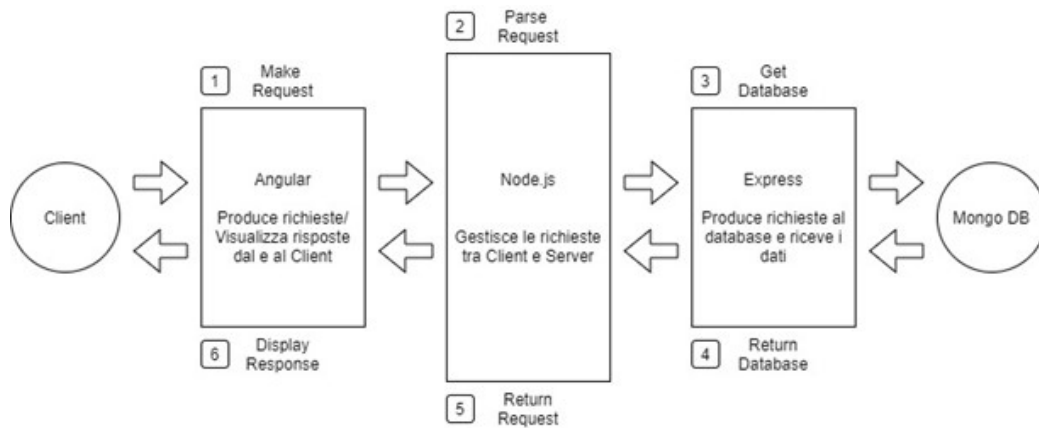 2 Parse
Request
1 Make
Request
3 Get
Database
Client
Angular
Produce richieste/
Visualizza risposte
dal e al Client
Node.js
Gestisce le richieste
tra Client e Server
Express
Produce richieste al
database e riceve i
dati
Mongo DB
6 Display
Response
4 Return
Database
5 Return
Request